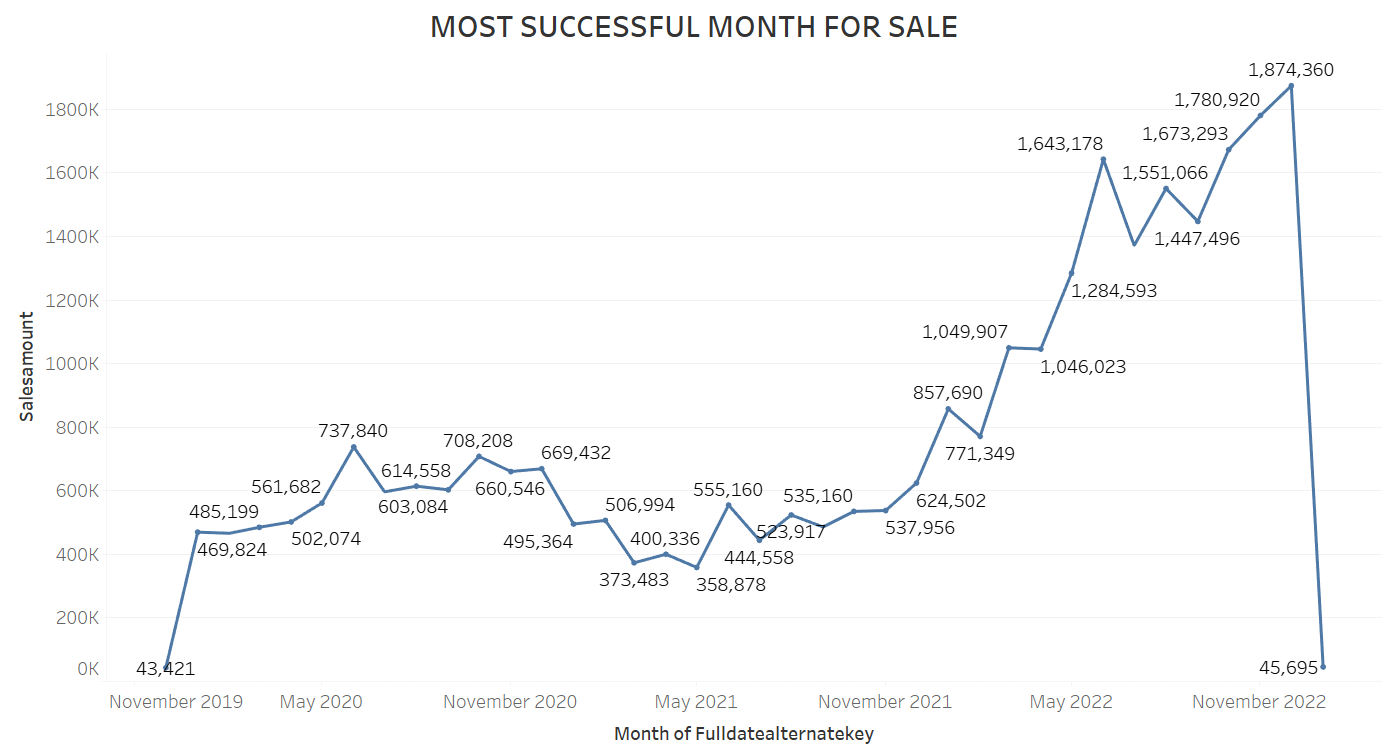 MOST SUCCESSFUL MONTH FOR SALE
1,874,360
1800K
1,780,920
1,673,293
1,643,178
1600K
1,551,066
1400K
1,447,496
1200K
1,284,593
Salesamount
1,049,907
1000K
1,046,023
857,690
800K
737,840
708,208
669,432
771,349
614,558
600K
561,682
660,546
555,160
535,160
603,084
485,199
506,994
624,502
469,824
502,074
495,364
400,336
523,917
537,956
400K
444,558
373,483
358,878
200K
0K
43,421
45,695
November 2019
May 2020
November 2020
May 2021
November 2021
May 2022
November 2022
Month of Fulldatealternatekey